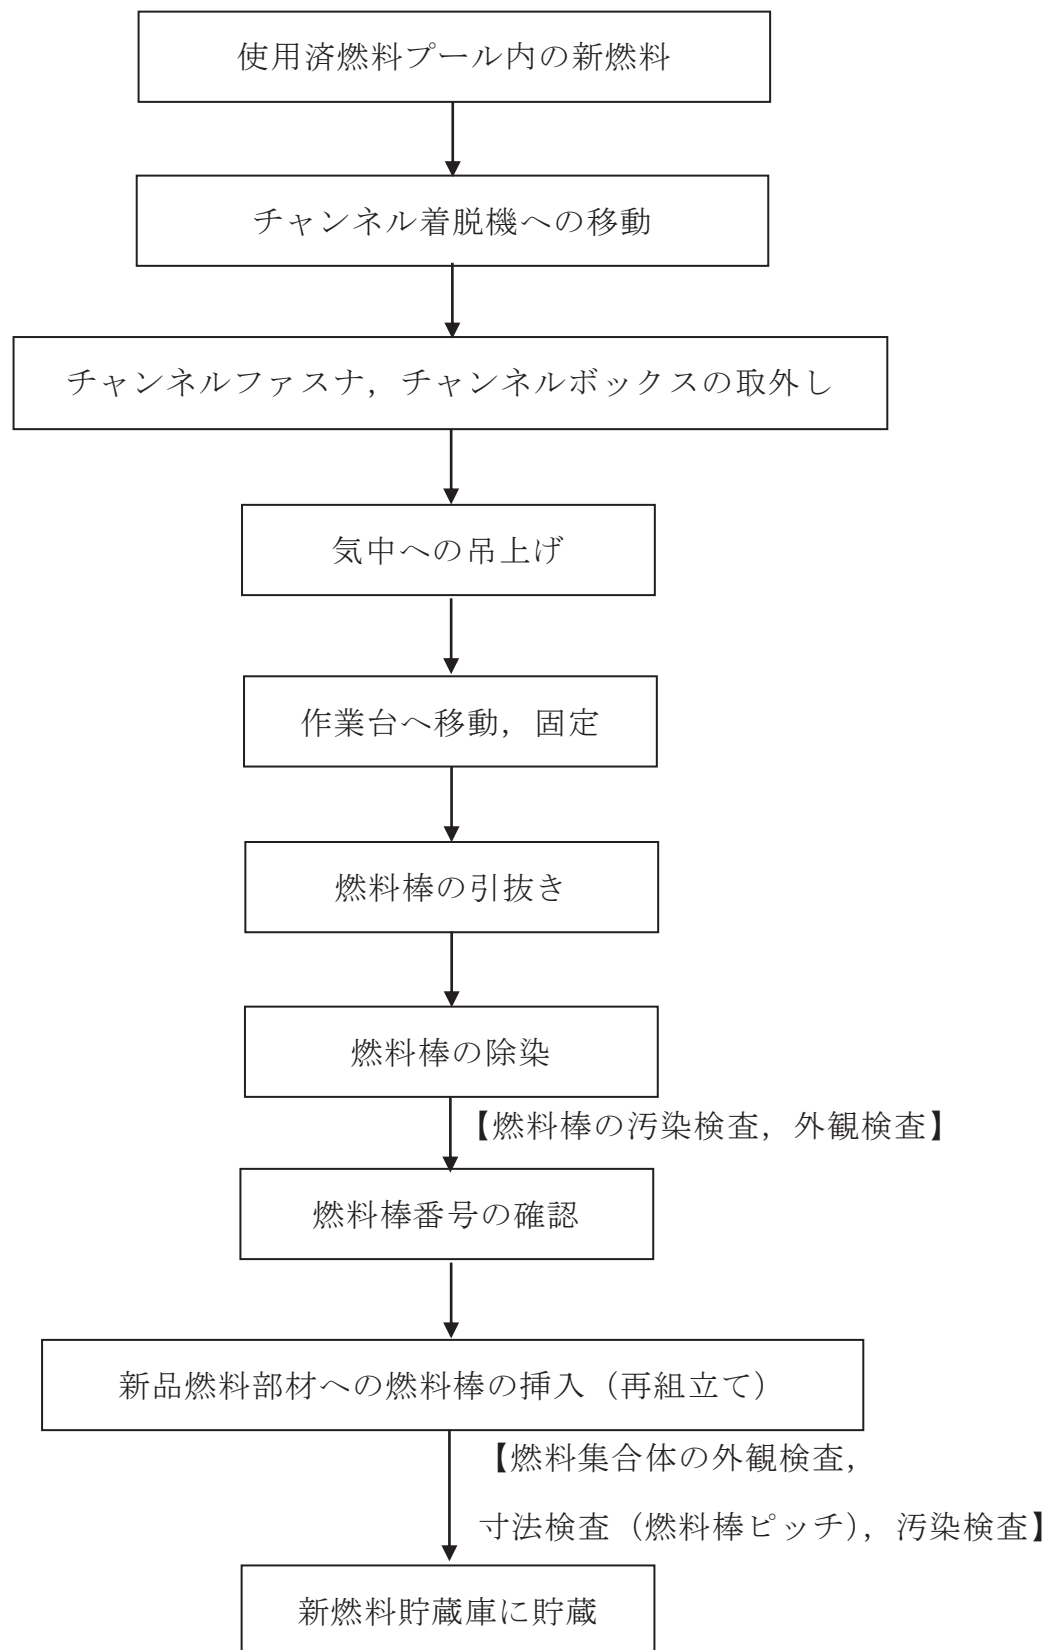 使用済燃料プール内の新燃料
チャンネル着脱機への移動
チャンネルファスナ，チャンネルボックスの取外し
気中への吊上げ
作業台へ移動，固定
燃料棒の引抜き
燃料棒の除染
【燃料棒の汚染検査，外観検査】
燃料棒番号の確認
新品燃料部材への燃料棒の挿入（再組立て）
【燃料集合体の外観検査，
寸法検査（燃料棒ピッチ），汚染検査】
新燃料貯蔵庫に貯蔵